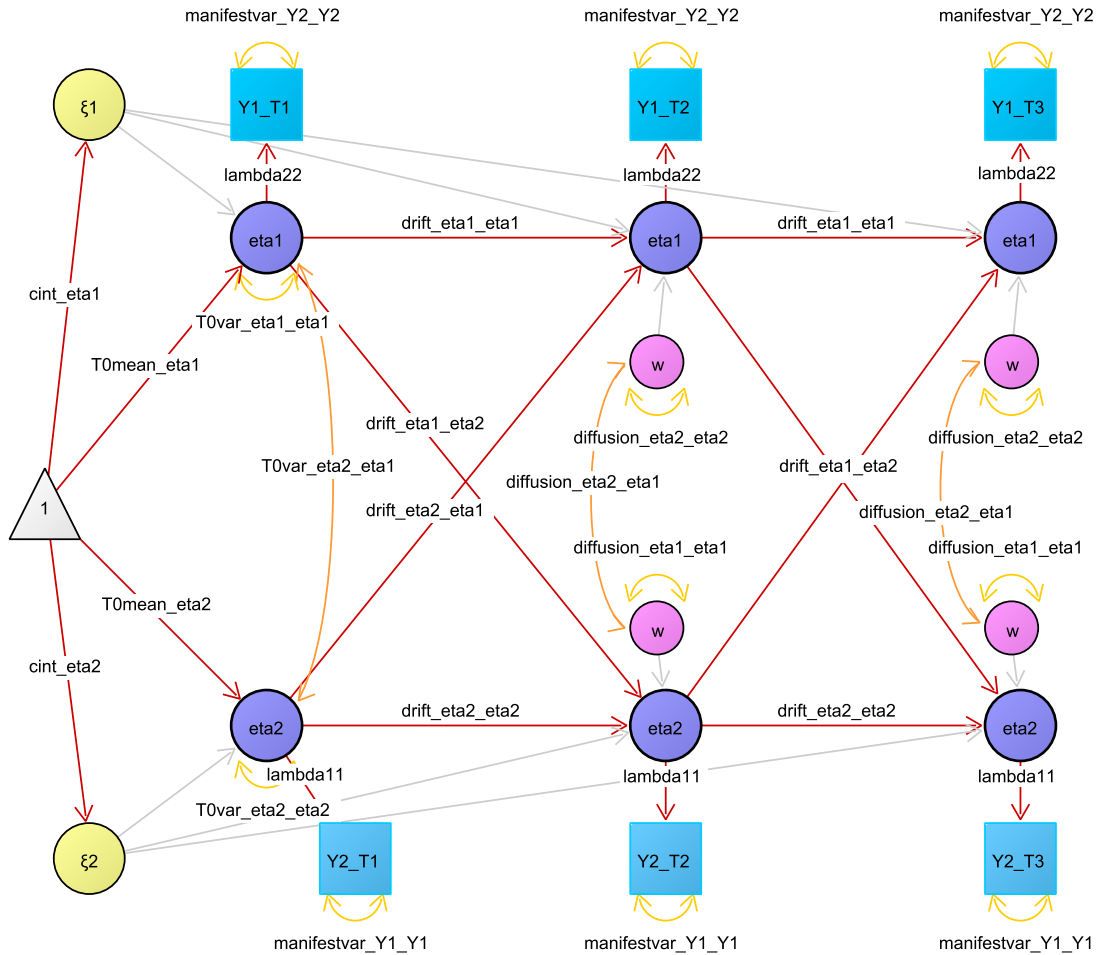 manifestvar_Y2_Y2 manifestvar_Y2_Y2 manifestvar_Y2_Y2
ξ1 Y1_T1 Y1_T2 Y1_T3
lambda22 lambda22 lambda22
drift_eta1_eta1 drift_eta1_eta1
eta1 eta1 eta1
cint_eta1
T0var_eta1_eta1
T0mean_eta1 w w
drift_eta1_eta2
diffusion_eta2_eta2 diffusion_eta2_eta2
T0var_eta2_eta1 drift_eta1_eta2
diffusion_eta2_eta1
1 drift_eta2_eta1 diffusion_eta2_eta1
diffusion_eta1_eta1 diffusion_eta1_eta1
T0mean_eta2
w w
cint_eta2
drift_eta2_eta2 drift_eta2_eta2
eta2 eta2 eta2
lambda11 lambda11 lambda11
T0var_eta2_eta2
ξ2 Y2_T1 Y2_T2 Y2_T3
manifestvar_Y1_Y1 manifestvar_Y1_Y1 manifestvar_Y1_Y1